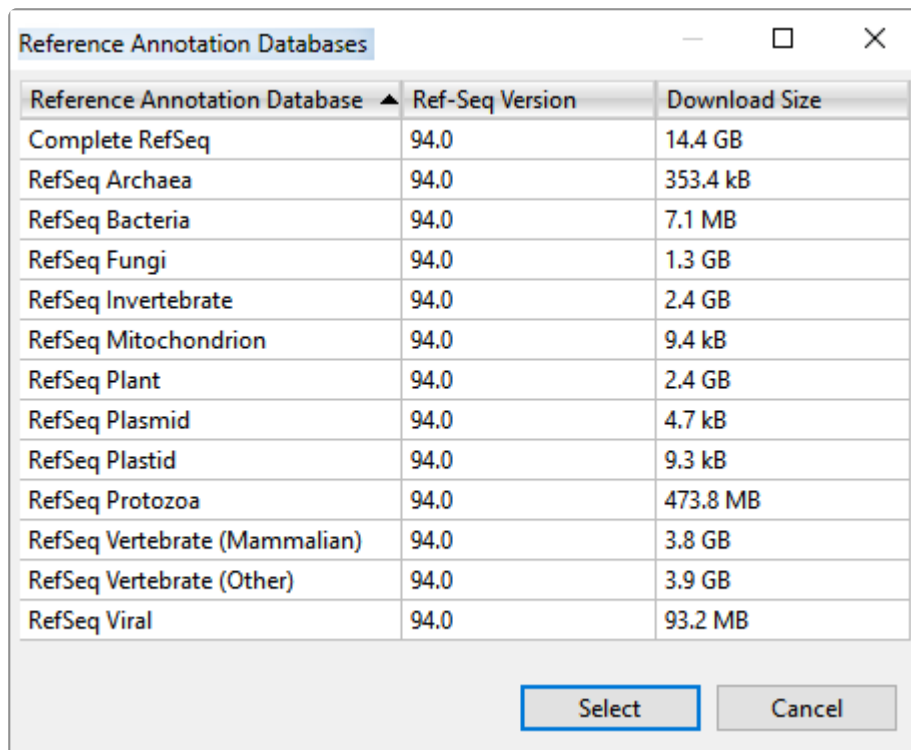 Reference Annotation Databases
Reference Annotation Database Ref-Seq Version Download Size
Complete RefSeq 94.0 14.4 GB
RefSeq Archaea 94.0 353.4 kB
RefSeq Bacteria 94.0 7.1 MB
RefSeq Fungi 94.0 1.3 GB
RefSeq Invertebrate 94.0 2.4 GB
RefSeq Mitochondrion 94.0 9.4 kB
RefSeq Plant 94.0 2.4 GB
RefSeq Plasmid 94.0 4.7 kB
RefSeq Plastid 94.0 9.3 kB
RefSeq Protozoa 94.0 473.8 MB
RefSeq Vertebrate (Mammalian) 94.0 3.8 GB
RefSeq Vertebrate (Other) 94.0 3.9 GB
RefSeq Viral 94.0 93.2 MB
Select Cancel